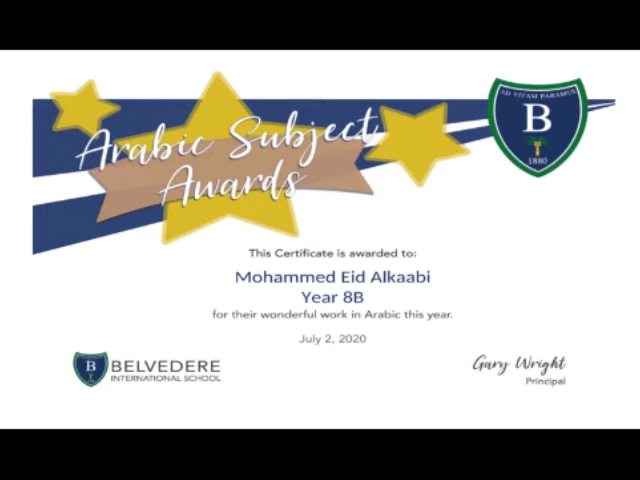 AD VITAM PARAMUS
B
1880
Arabic Subject
Awards
This Certificate is awarded to:
Mohammed Eid Alkaabi
Year 8B
for their wonderful work in Arabic this year.
July 2, 2020
B
BELVEDERE
INTERNATIONAL SCHOOL
Gary Wright
Principal